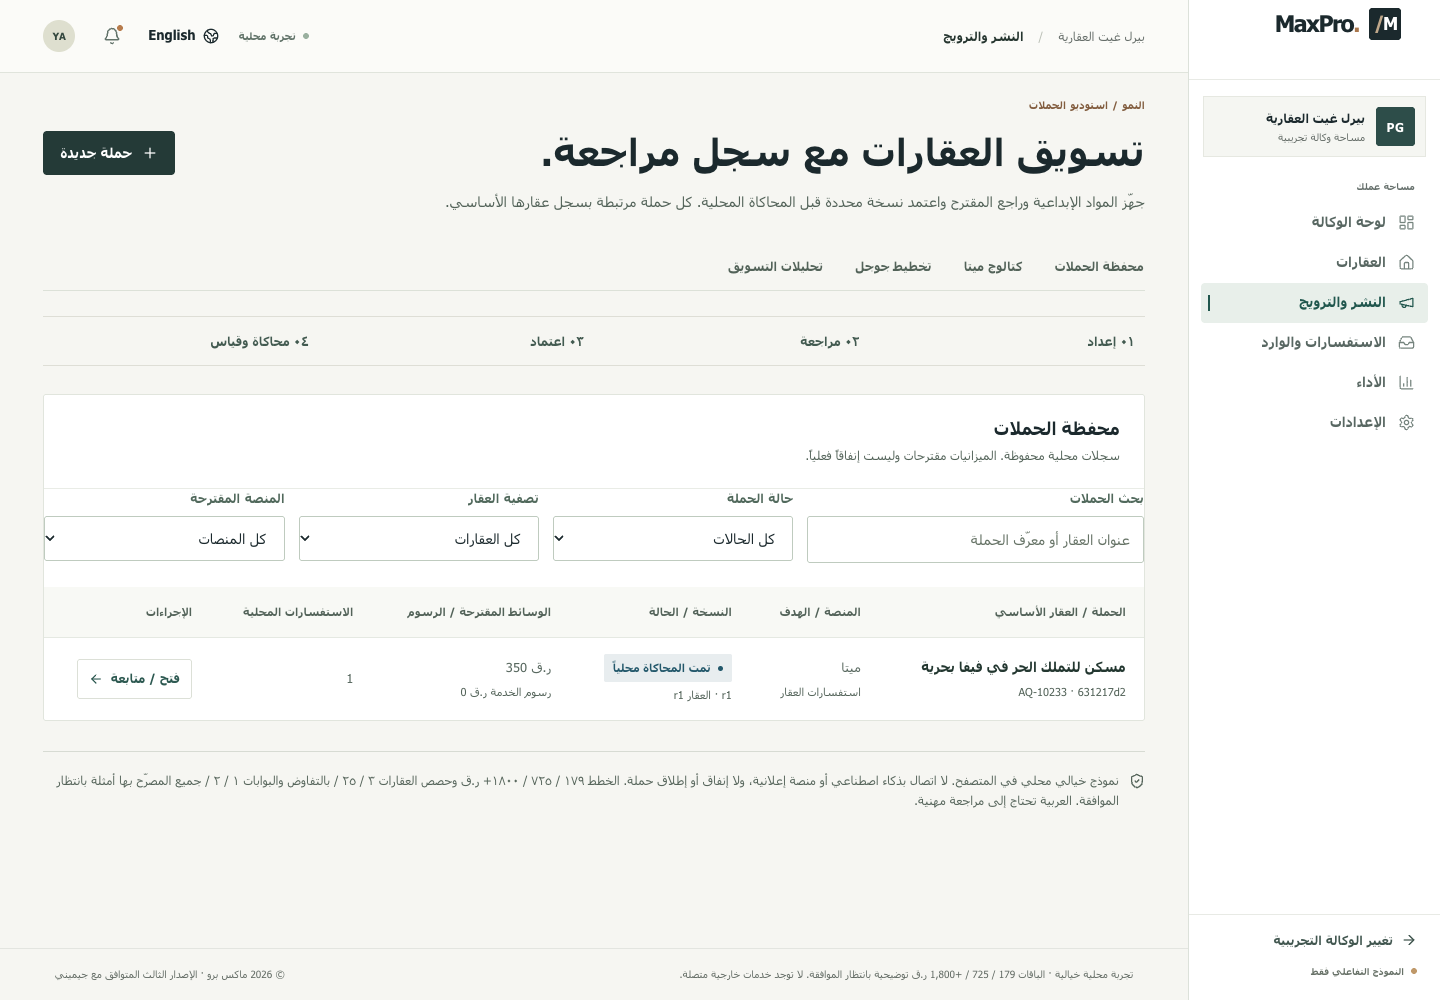 MaxPro.
/M
PG
بيرل غيت العقارية
مساحة وكالة تجريبية
مساحة عملك
لوحة الوكالة
العقارات
النشر والترويج
الاستفسارات والوارد
الأداء
الإعدادات
تغيير الوكالة التجريبية
النموذج التفاعلي فقط
بيرل غيت العقارية / النشر والترويج
تجربة محلية
English
YA
النمو / استوديو الحملات
تسويق العقارات مع سجل مراجعة.
جهّز المواد الإبداعية وراجع المقترح واعتمد نسخة محددة قبل المحاكاة المحلية. كل حملة مرتبطة بسجل عقارها الأساسي.
حملة جديدة
محفظة الحملات
كتالوج ميتا
تخطيط جوجل
تحليلات التسويق
٠١ إعداد
٠٢ مراجعة
٠٣ اعتماد
٠٤ محاكاة وقياس
محفظة الحملات
سجلات محلية محفوظة. الميزانيات مقترحات وليست إنفاقاً فعلياً.
بحث الحملات
حالة الحملة
تصفية العقار
المنصة المقترحة
عنوان العقار أو معرّف الحملة
كل الحالات
كل العقارات
كل المنصات
الحملة / العقار الأساسي
المنصة / الهدف
النسخة / الحالة
الوسائط المقترحة / الرسوم
الاستفسارات المحلية
الإجراءات
مسكن للتملك الحر في فيفا بحرية
AQ-10233 · 631217d2
ميتا
استفسارات العقار
تمت المحاكاة محلياً
r1 · العقار r1
ر.ق 350
رسوم الخدمة ر.ق 0
1
فتح / متابعة
نموذج خيالي محلي في المتصفح. لا اتصال بذكاء اصطناعي أو منصة إعلانية، ولا إنفاق أو إطلاق حملة. الخطط ١٧٩ / ٧٢٥ / ١٨٠٠+ ر.ق وحصص العقارات ٣ / ٢٥ / بالتفاوض والبوابات ١ / ٢ / جميع المصرّح بها أمثلة بانتظار
الموافقة. العربية تحتاج إلى مراجعة مهنية.
تجربة محلية خيالية · الباقات 179 / 725 / 1,800+ ر.ق توضيحية بانتظار الموافقة. لا توجد خدمات خارجية متصلة.
© 2026 ماكس برو · الإصدار الثالث المتوافق مع جيميني